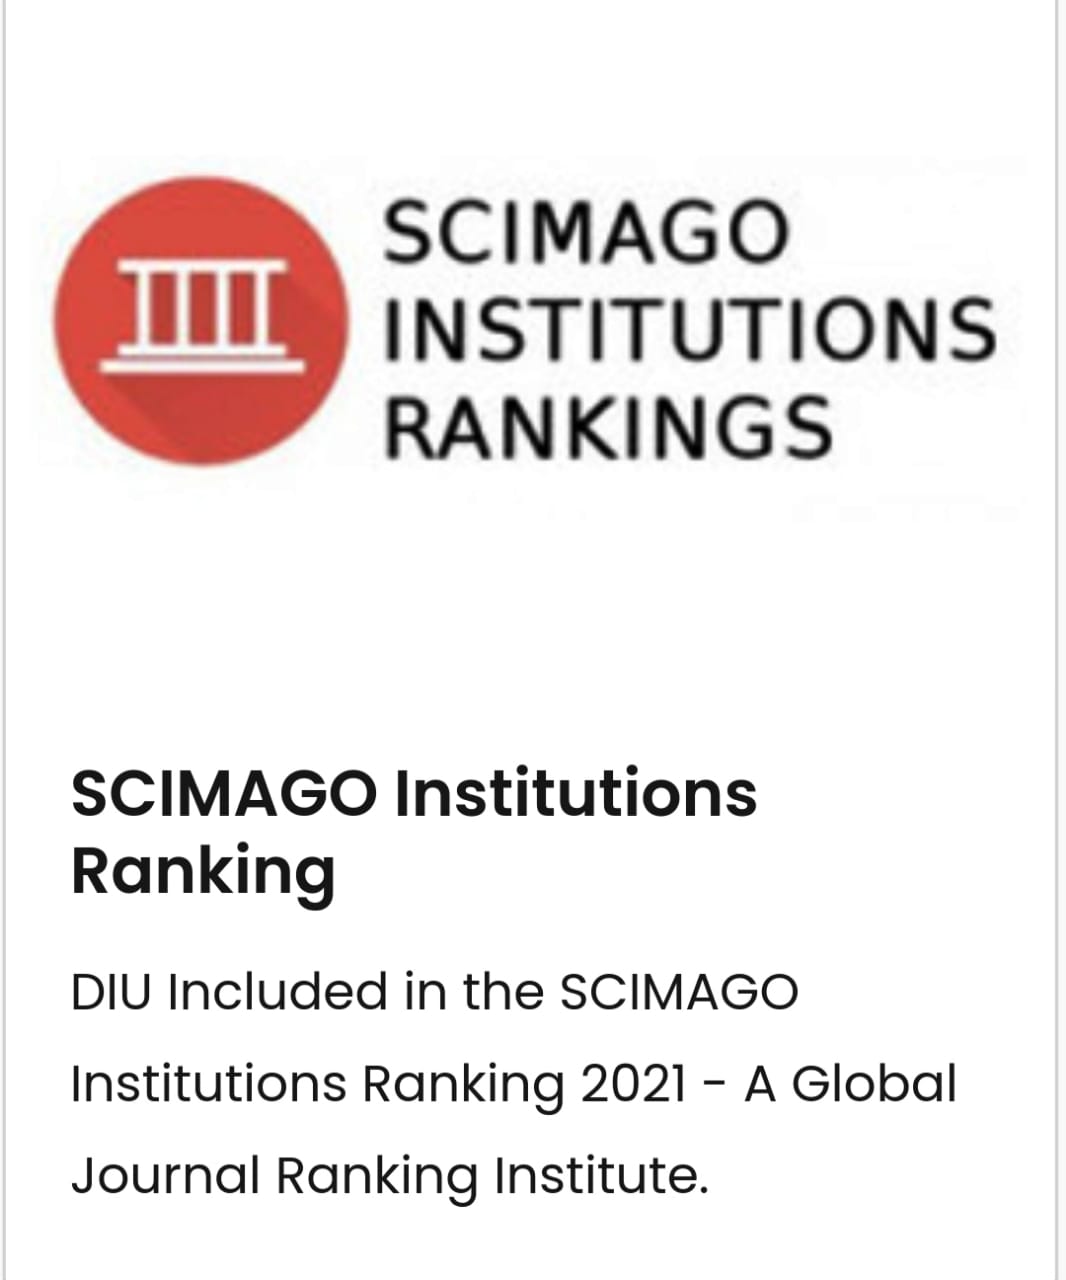 SCIMAGO
INSTITUTIONS
RANKINGS
SCIMAGO Institutions
Ranking
DIU Included in the SCIMAGO
Institutions Ranking 2021 - A Global
Journal Ranking Institute.